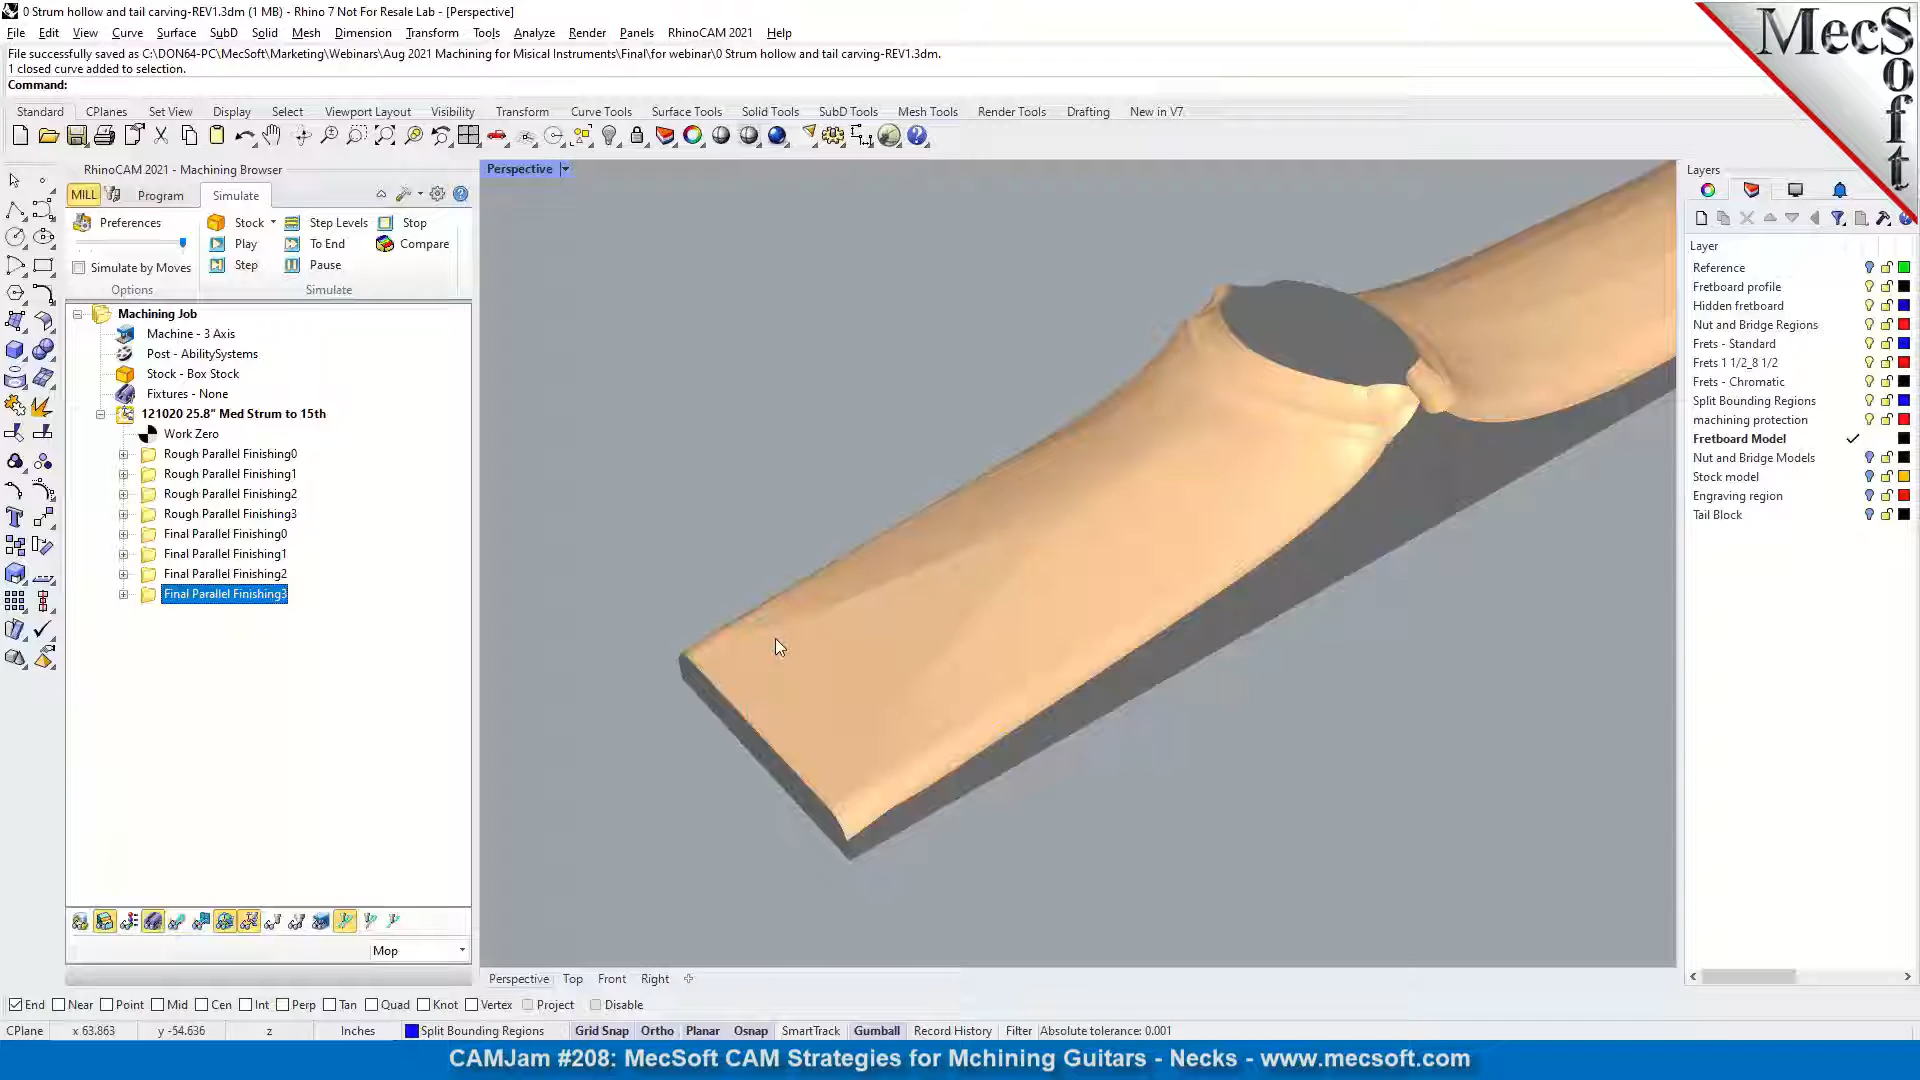 0 Strum hollow and tail carving-REV1.3dm (1 MB) - Rhino 7 Not For Resale Lab - [Perspective]
File Edit View Curve Surface SubD Solid Mesh Dimension Transform Tools Analyze Render Panels RhinoCAM 2021 Help
File successfully saved as C:\DON64-PC\MecSoft\Marketing\Webinars\Aug 2021 Machining for Misical Instruments\Final\for webinar\0 Strum hollow and tail carving-REV1.3dm.
1 closed curve added to selection.
Command:
Standard CPlanes Set View Display Select Viewport Layout Visibility Transform Curve Tools Surface Tools Solid Tools SubD Tools Mesh Tools Render Tools Drafting New in V7
MecSoft
RhinoCAM 2021 - Machining Browser
MILL Program Simulate
Preferences Stock Step Levels Stop
Play To End Compare
Simulate by Moves Step Pause
Options Simulate
Machining Job
Machine - 3 Axis
Post - AbilitySystems
Stock - Box Stock
Fixtures - None
121020 25.8" Med Strum to 15th
Work Zero
Rough Parallel Finishing0
Rough Parallel Finishing1
Rough Parallel Finishing2
Rough Parallel Finishing3
Final Parallel Finishing0
Final Parallel Finishing1
Final Parallel Finishing2
Final Parallel Finishing3
Mop
Perspective
Perspective Top Front Right
Layers
Layer
Reference
Fretboard profile
Hidden fretboard
Nut and Bridge Regions
Frets - Standard
Frets 1 1/2_8 1/2
Frets - Chromatic
Split Bounding Regions
machining protection
Fretboard Model
Nut and Bridge Models
Stock model
Engraving region
Tail Block
End Near Point Mid Cen Int Perp Tan Quad Knot Vertex Project Disable
CPlane x 63.863 y -54.636 z Inches Split Bounding Regions Grid Snap Ortho Planar Osnap SmartTrack Gumball Record History Filter Absolute tolerance: 0.001
CAMJam #208: MecSoft CAM Strategies for Mchining Guitars - Necks - www.mecsoft.com